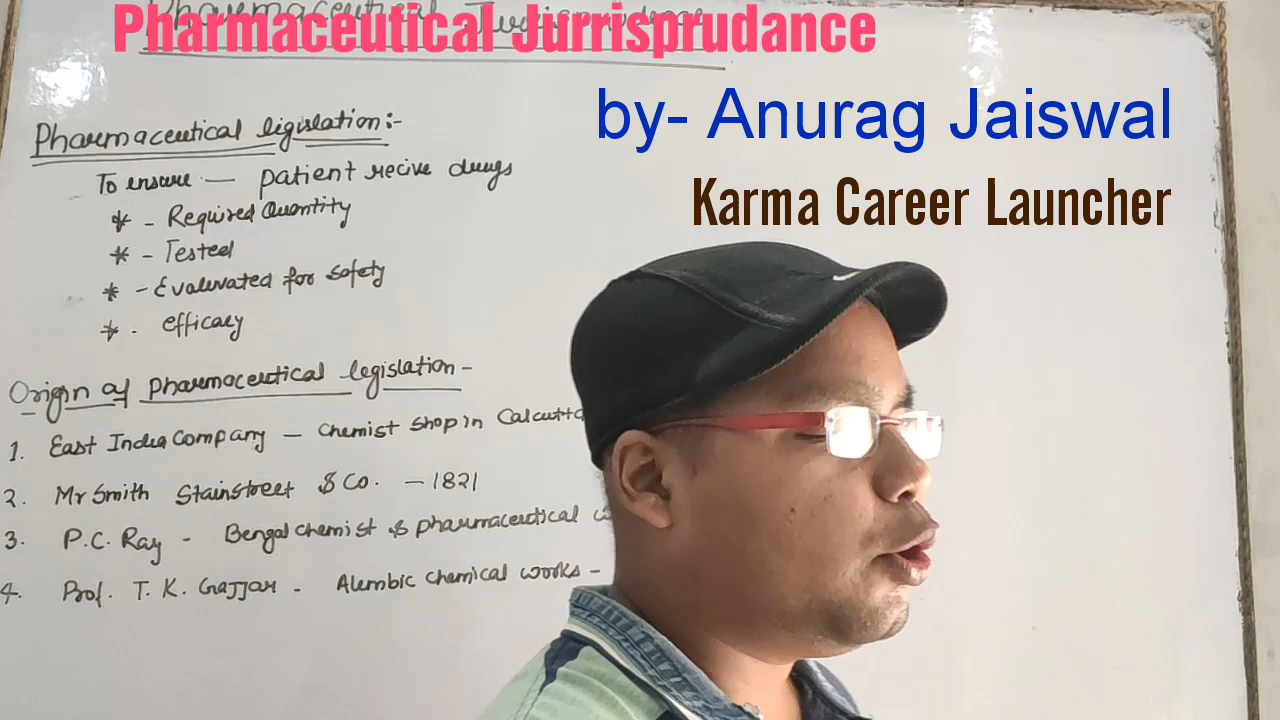 Pharmaceutical Jurisprudence
Pharmaceutical Jurrisprudance
by- Anurag Jaiswal
Karma Career Launcher
Pharmaceutical legislation:-
To ensure — patient recive drugs
* - Required Quantity
* - Tested
* - Evaluvated for safety
* - efficacy
Origin of pharmaceutical legislation -
1. East India Company — Chemist Shop in Calcutta
2. Mr Smith Stainstreet & Co. - 1821
3. P.C. Ray - Bengal chemist & pharmaceutical
4. Prof. T. K. Gajjar - Alembic chemical works -